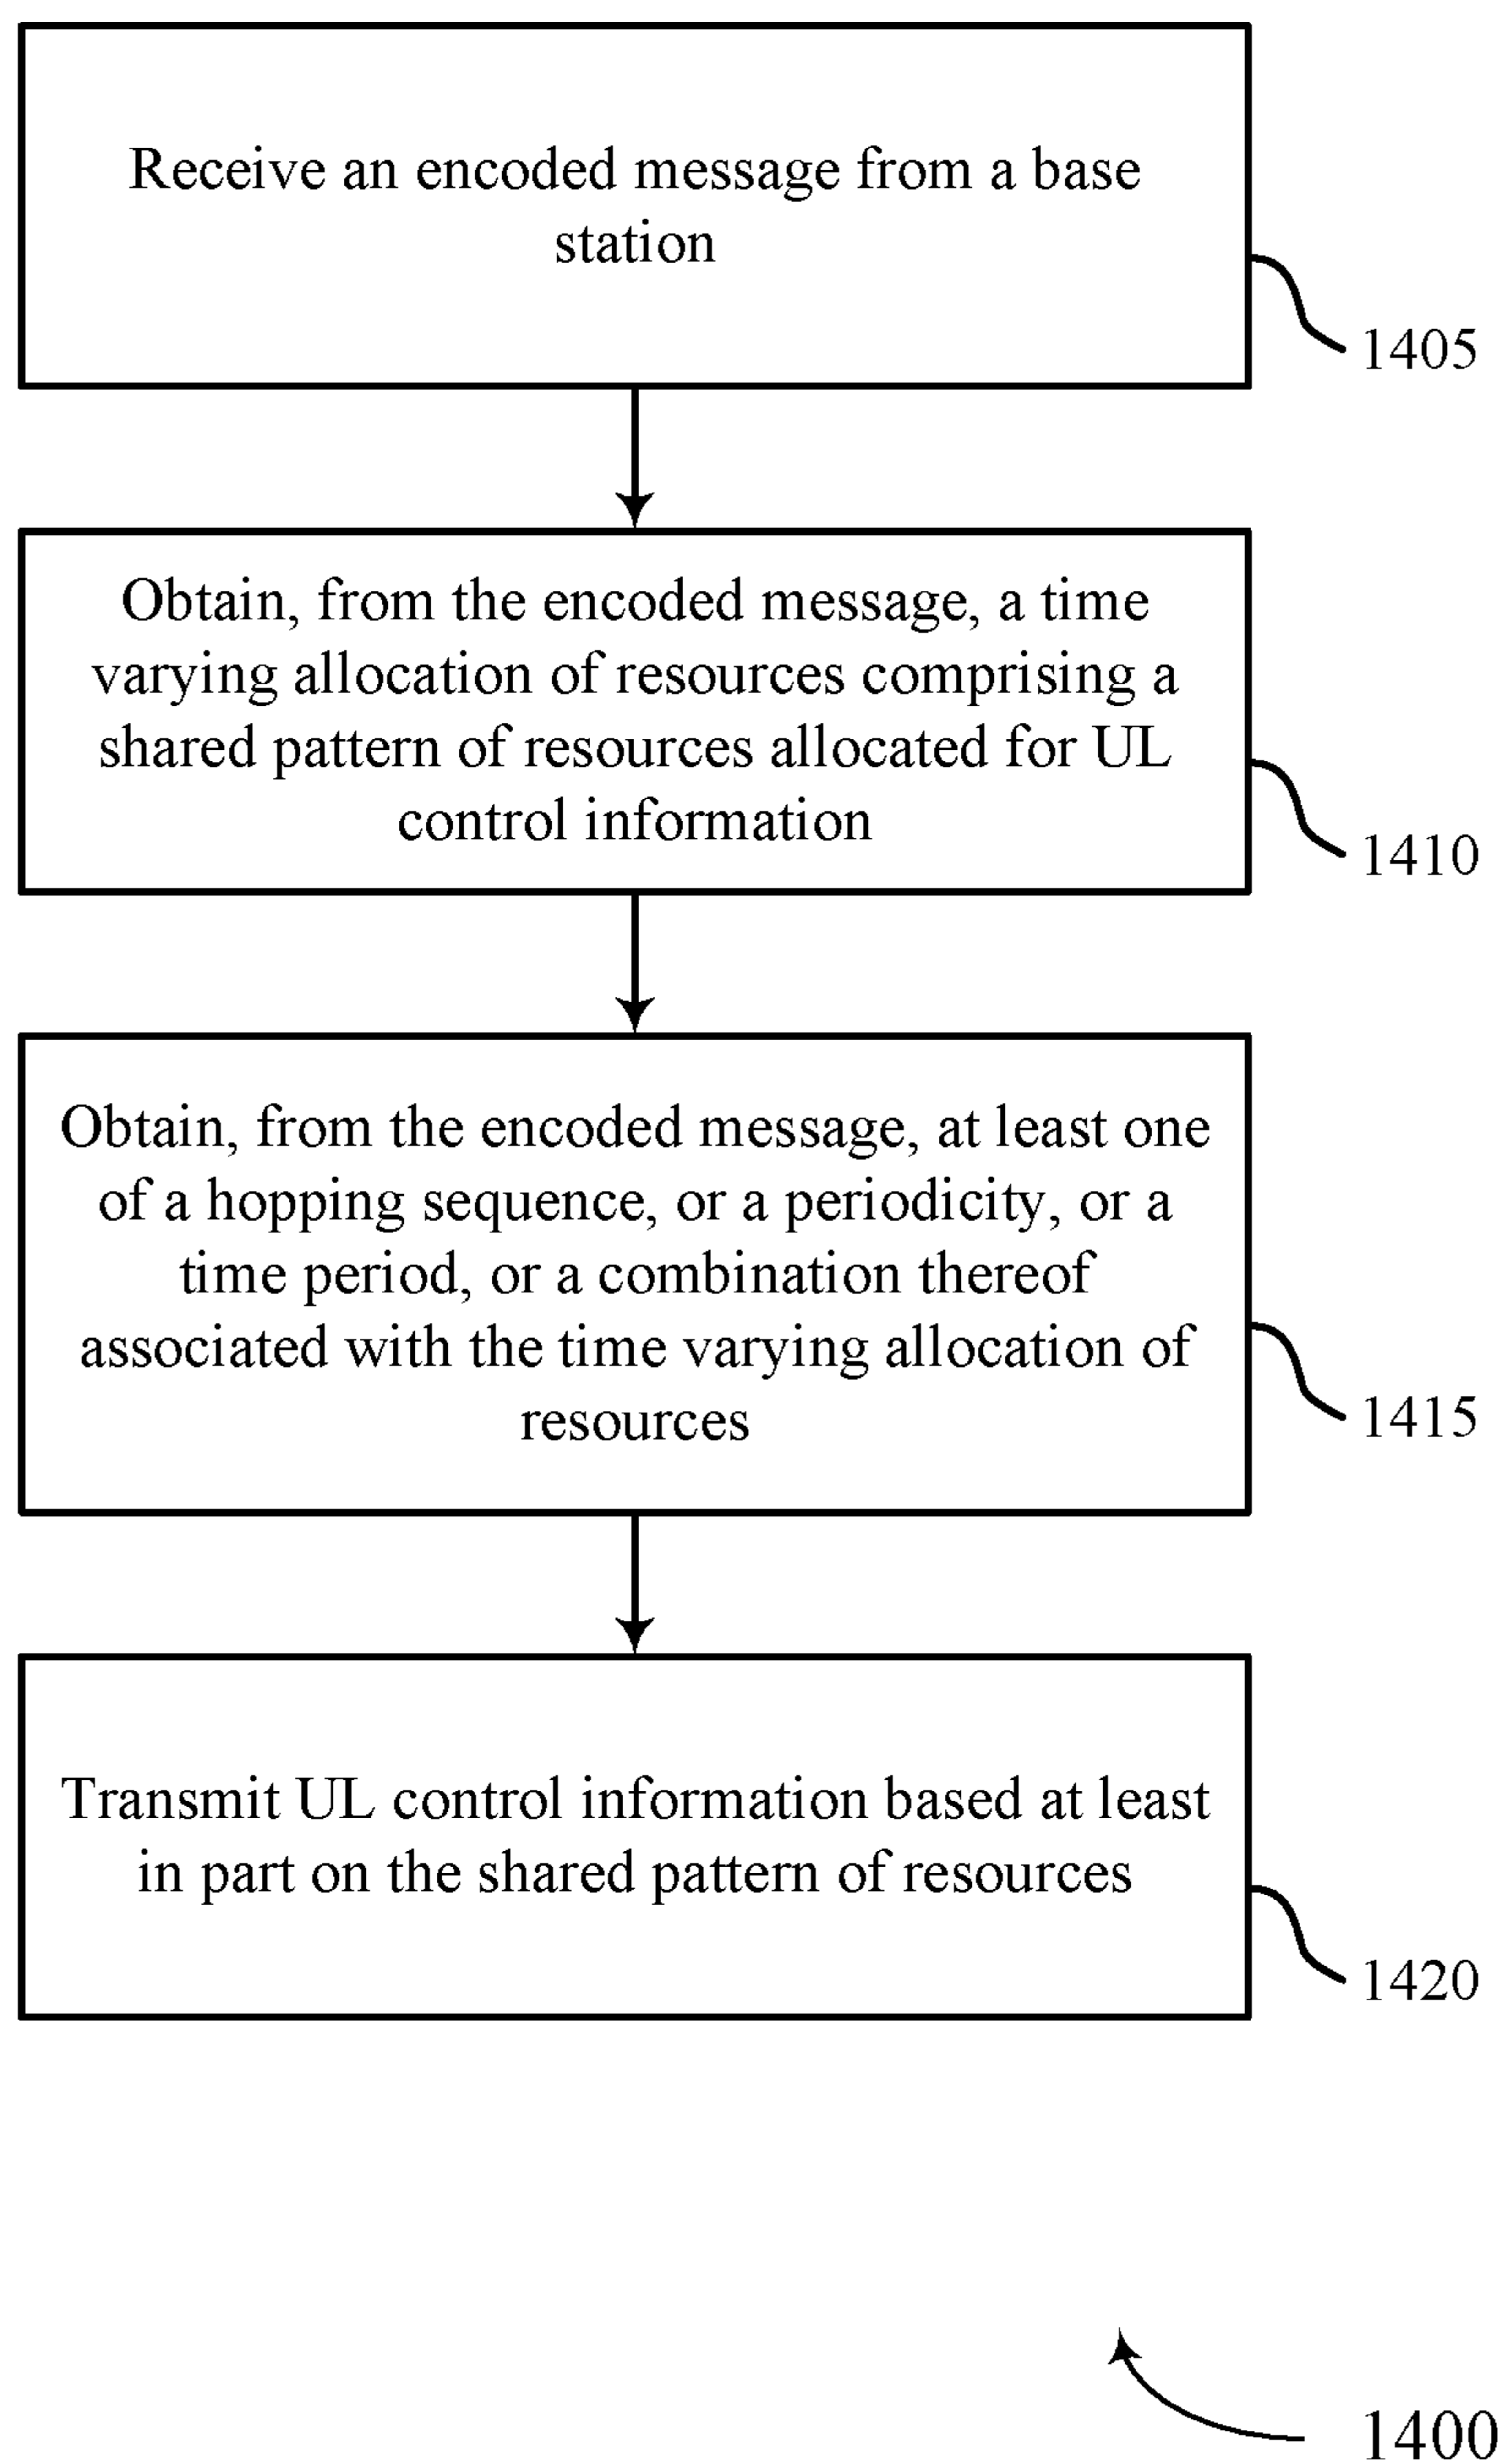 Receive an encoded message from a base
station
1405
Obtain, from the encoded message, a time
varying allocation of resources comprising a
shared pattern of resources allocated for UL
control information
1410
Obtain, from the encoded message, at least one
of a hopping sequence, or a periodicity, or a
time period, or a combination thereof
associated with the time varying allocation of
resources
1415
Transmit UL control information based at least
in part on the shared pattern of resources
1420
1400